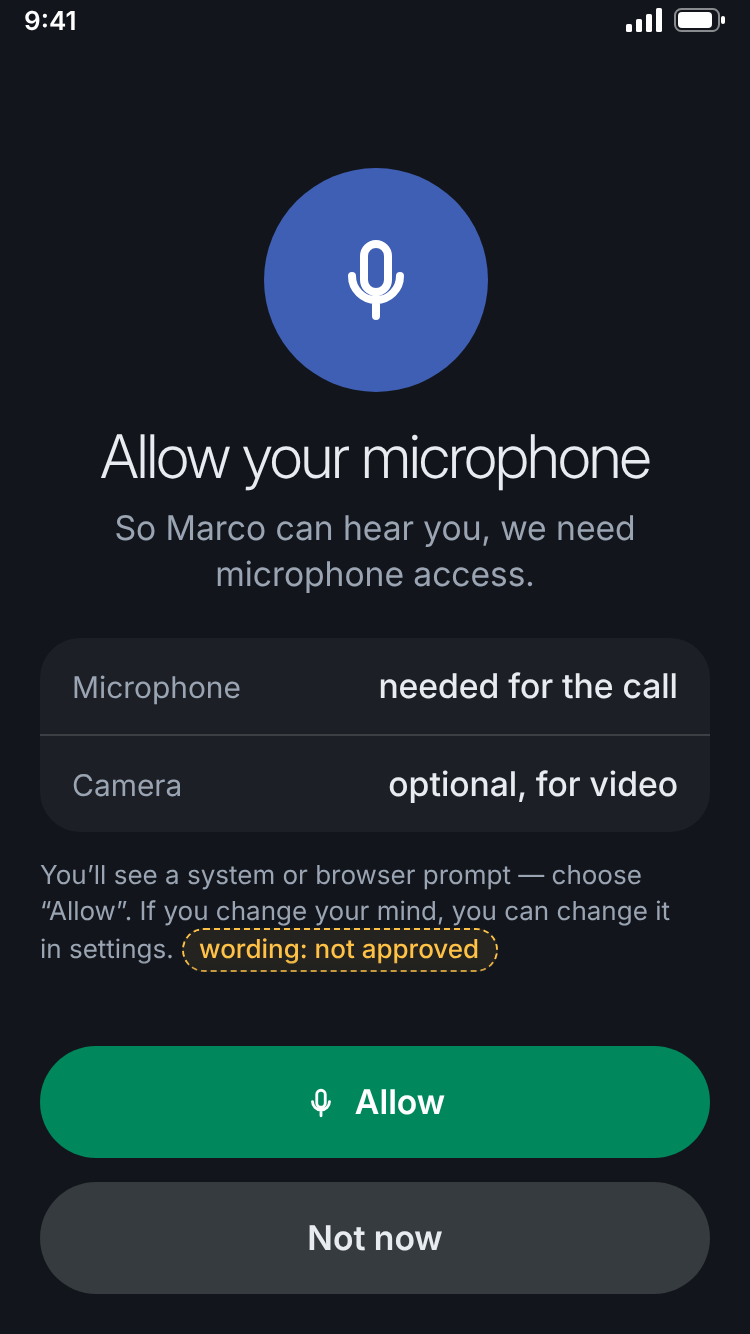 9:41
Allow your microphone
So Marco can hear you, we need
microphone access.
Microphone needed for the call
Camera optional, for video
You’ll see a system or browser prompt — choose
“Allow”. If you change your mind, you can change it
in settings. wording: not approved
Allow
Not now